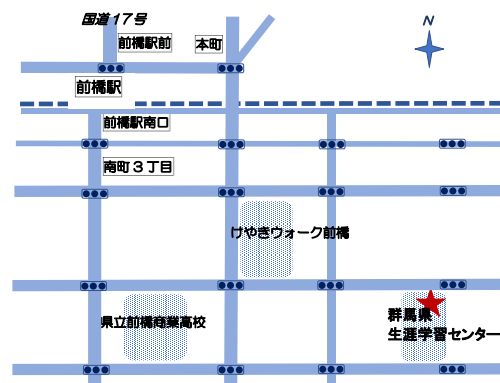 国道17号
N
前橋駅前
本町
前橋駅
前橋駅南口
南町3丁目
けやきウォーク前橋
県立前橋商業高校
群馬県
生涯学習センター